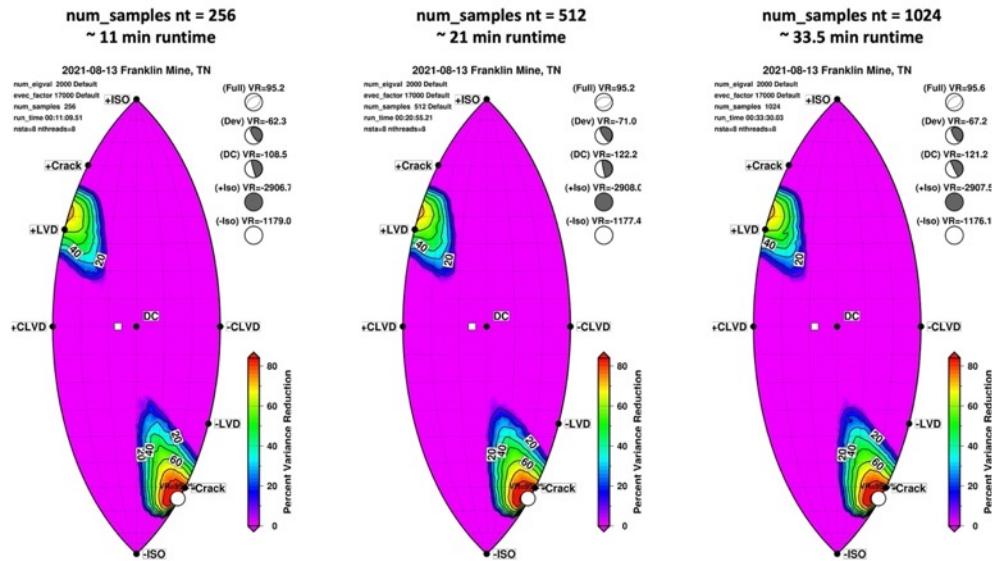 num_samples nt = 256
~ 11 min runtime
2021-08-13 Franklin Mine, TN
num_eigval 2000 Default
evec_factor 17000 Default
num_samples 256
run_time 00:11:09.51
nsta=8 nthreads=8
(Full) VR=95.2
(Dev) VR=-62.3
(DC) VR=-108.5
(+Iso) VR=-2906.7
(-Iso) VR=-1179.0
+ISO
+Crack
+LVD
40
20
+CLVD
DC
-CLVD
-LVD
20
40
20
60
-Crack
-ISO
80
60
40
20
0
Percent Variance Reduction
num_samples nt = 512
~ 21 min runtime
2021-08-13 Franklin Mine, TN
num_eigval 2000 Default
evec_factor 17000 Default
num_samples 512 Default
run_time 00:20:55.21
nsta=8 nthreads=8
(Full) VR=95.2
(Dev) VR=-71.0
(DC) VR=-122.2
(+Iso) VR=-2908.0
(-Iso) VR=-1177.4
+ISO
+Crack
+LVD
40
20
+CLVD
DC
-CLVD
-LVD
20
40
20
60
-Crack
-ISO
80
60
40
20
0
Percent Variance Reduction
num_samples nt = 1024
~ 33.5 min runtime
2021-08-13 Franklin Mine, TN
num_eigval 2000 Default
evec_factor 17000 Default
num_samples 1024
run_time 00:33:30.03
nsta=8 nthreads=8
(Full) VR=95.6
(Dev) VR=-67.2
(DC) VR=-121.2
(+Iso) VR=-2907.5
(-Iso) VR=-1176.1
+ISO
+Crack
+LVD
40
20
+CLVD
DC
-CLVD
-LVD
20
40
20
60
-Crack
-ISO
80
60
40
20
0
Percent Variance Reduction